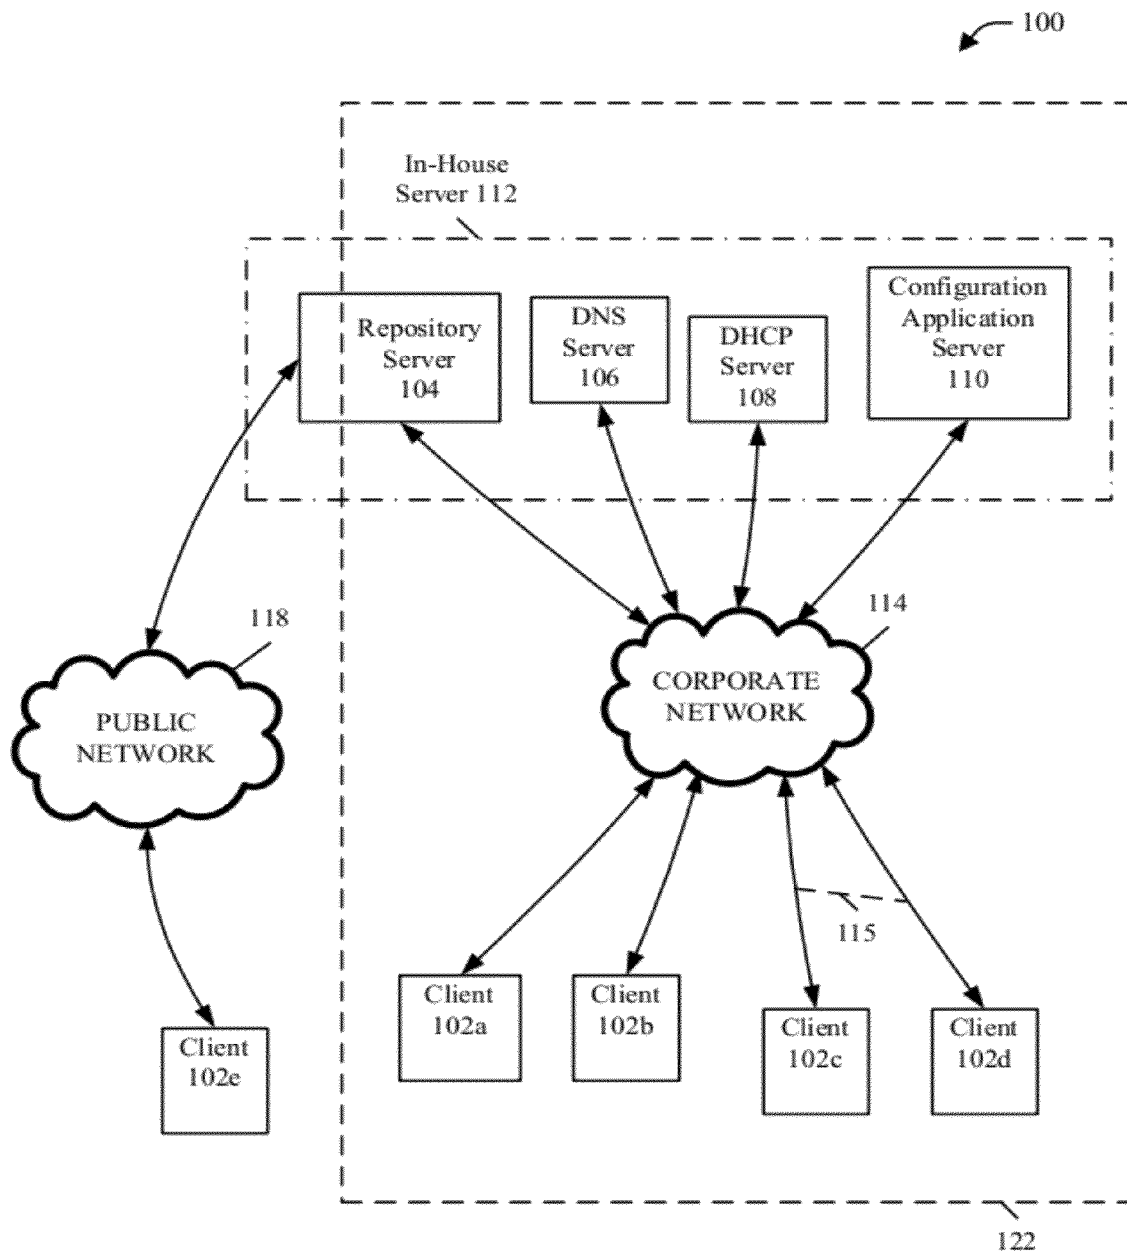 100
In-House
Server 112
Repository
Server
104
DNS
Server
106
DHCP
Server
108
Configuration
Application
Server
110
118
114
PUBLIC
NETWORK
CORPORATE
NETWORK
115
Client
102a
Client
102b
Client
102c
Client
102d
Client
102e
122